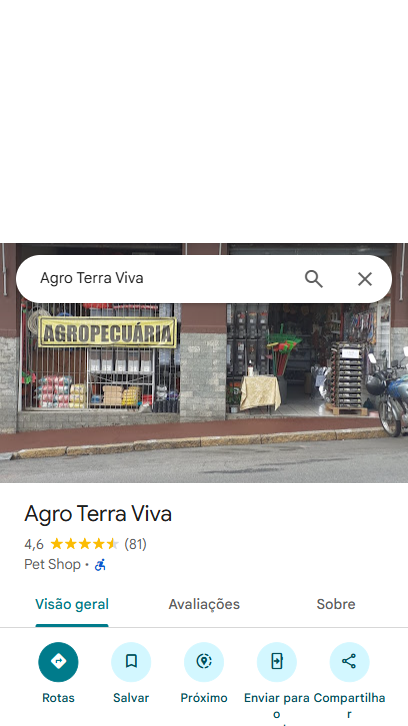 Agro Terra Viva
AGROPECUÁRIA
Agro Terra Viva
4,6 (81)
Pet Shop ·
Visão geral Avaliações Sobre
Rotas Salvar Próximo Enviar para o Compartilhar